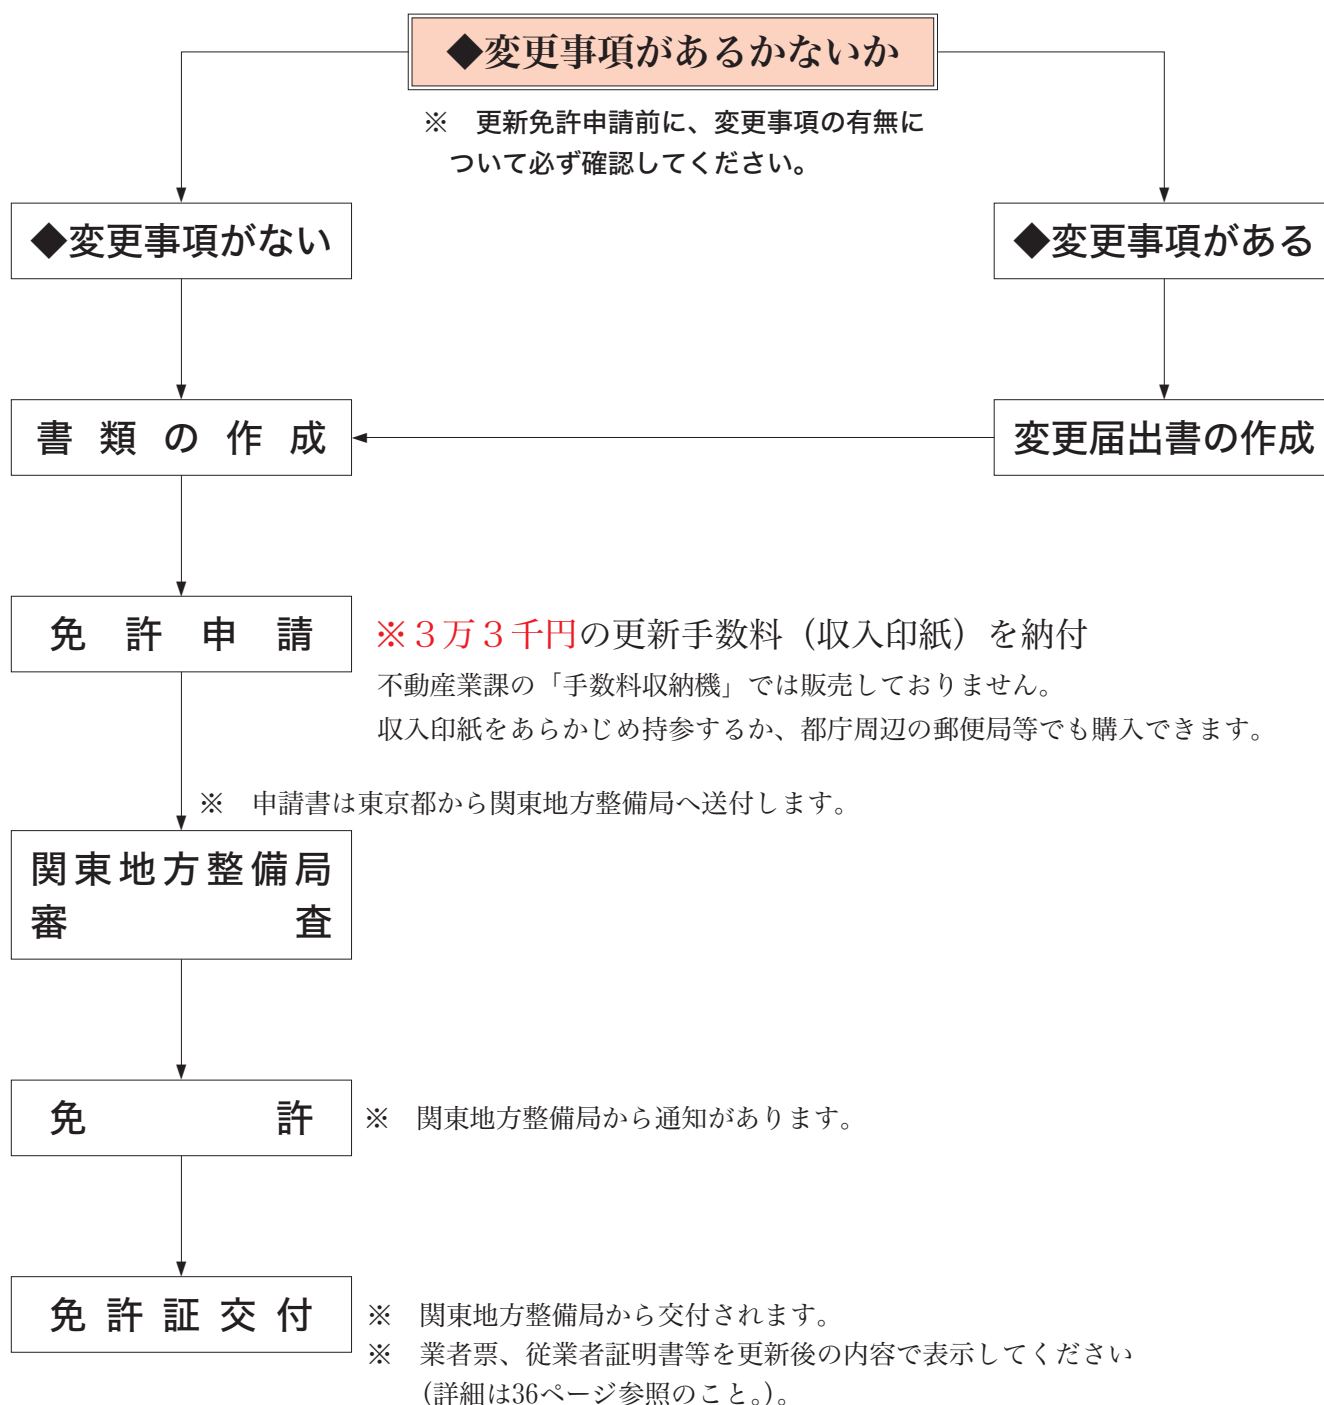 ◆変更事項があるかないか
※　更新免許申請前に、変更事項の有無に
ついて必ず確認してください。
◆変更事項がない
◆変更事項がある
書類の作成
変更届出書の作成
免許申請
※３万３千円の更新手数料（収入印紙）を納付
不動産業課の「手数料収納機」では販売しておりません。
収入印紙をあらかじめ持参するか、都庁周辺の郵便局等でも購入できます。
※　申請書は東京都から関東地方整備局へ送付します。
関東地方整備局
審査
免許
※　関東地方整備局から通知があります。
免許証交付
※　関東地方整備局から交付されます。
※　業者票、従業者証明書等を更新後の内容で表示してください
（詳細は36ページ参照のこと。）。